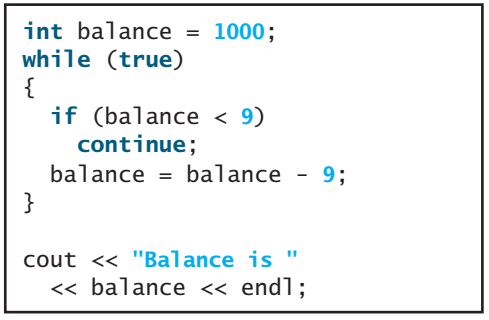 int balance = 1000;
while (true)
{
  if (balance < 9)
    continue;
  balance = balance - 9;
}

cout << "Balance is "
  << balance << endl;